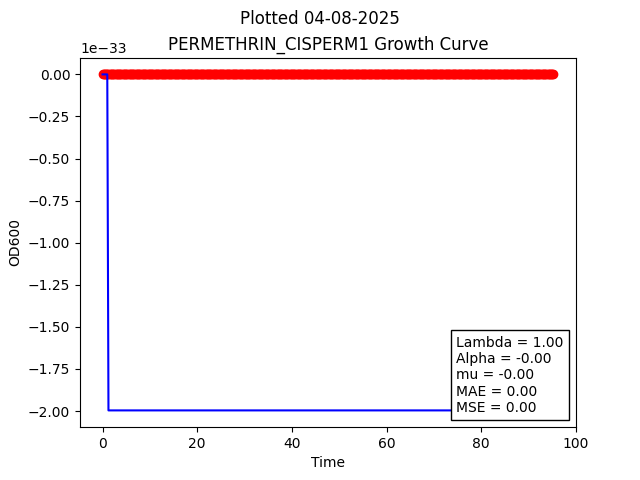 Plotted 04-08-2025
PERMETHRIN_CISPERM1 Growth Curve
1e−33
0.00
−0.25
−0.50
−0.75
−1.00
−1.25
−1.50
−1.75
−2.00
OD600
Lambda = 1.00
Alpha = -0.00
mu = -0.00
MAE = 0.00
MSE = 0.00
0 20 40 60 80 100
Time